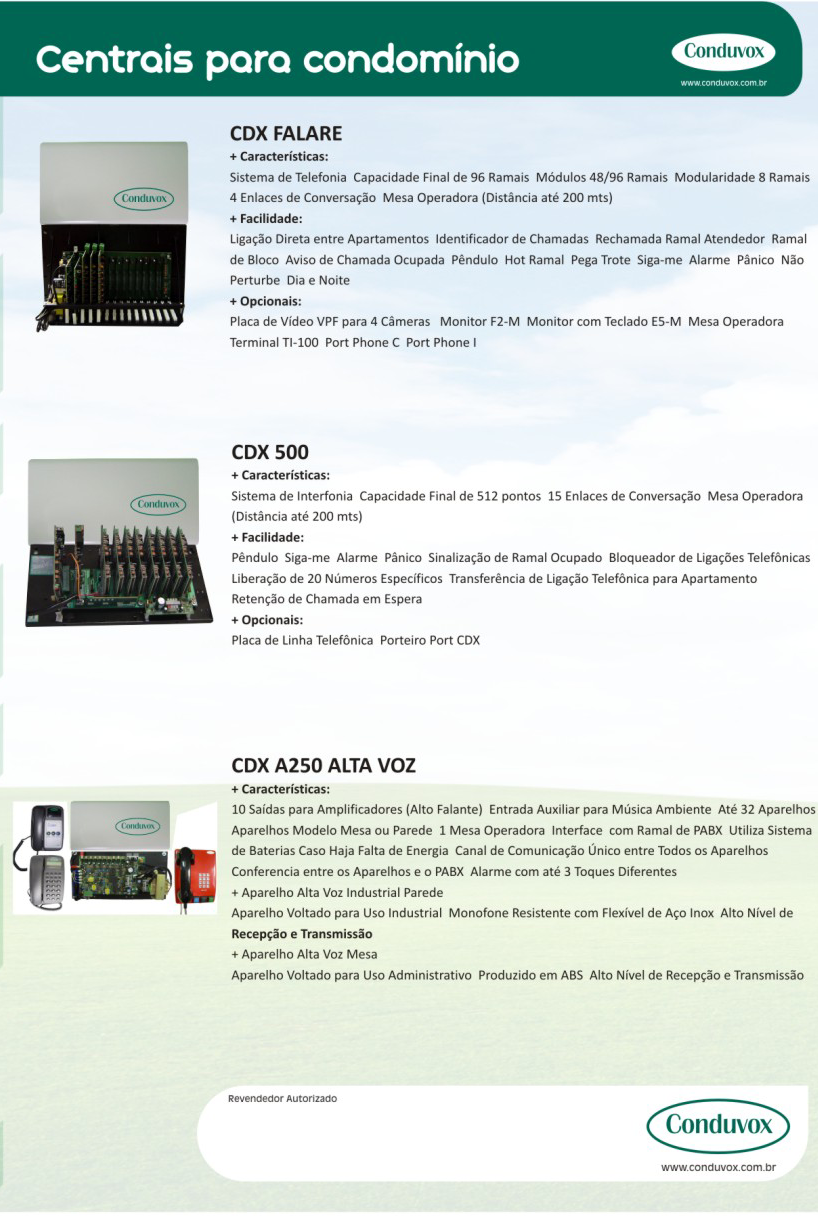 Centrais para condomínio
Conduvox
www.conduvox.com.br
CDX FALARE
+ Características:
Sistema de Telefonia  Capacidade Final de 96 Ramais  Módulos 48/96 Ramais  Modularidade 8 Ramais
4 Enlaces de Conversação  Mesa Operadora (Distância até 200 mts)
+ Facilidade:
Ligação Direta entre Apartamentos  Identificador de Chamadas  Rechamada Ramal Atendedor  Ramal
de Bloco  Aviso de Chamada Ocupada  Pêndulo  Hot Ramal  Pega Trote  Siga-me  Alarme  Pânico  Não
Perturbe  Dia e Noite
+ Opcionais:
Placa de Vídeo VPF para 4 Câmeras  Monitor F2-M  Monitor com Teclado E5-M  Mesa Operadora
Terminal TI-100  Port Phone C  Port Phone I
Conduvox
CDX 500
+ Características:
Sistema de Interfonia  Capacidade Final de 512 pontos  15 Enlaces de Conversação  Mesa Operadora
(Distância até 200 mts)
+ Facilidade:
Pêndulo  Siga-me  Alarme  Pânico  Sinalização de Ramal Ocupado  Bloqueador de Ligações Telefônicas
Liberação de 20 Números Específicos  Transferência de Ligação Telefônica para Apartamento
Retenção de Chamada em Espera
+ Opcionais:
Placa de Linha Telefônica  Porteiro Port CDX
Conduvox
CDX A250 ALTA VOZ
+ Características:
10 Saídas para Amplificadores (Alto Falante)  Entrada Auxiliar para Música Ambiente  Até 32 Aparelhos
Aparelhos Modelo Mesa ou Parede  1 Mesa Operadora  Interface  com Ramal de PABX  Utiliza Sistema
de Baterias Caso Haja Falta de Energia  Canal de Comunicação Único entre Todos os Aparelhos
Conferencia entre os Aparelhos e o PABX  Alarme com até 3 Toques Diferentes
+ Aparelho Alta Voz Industrial Parede
Aparelho Voltado para Uso Industrial  Monofone Resistente com Flexível de Aço Inox  Alto Nível de
Recepção e Transmissão
+ Aparelho Alta Voz Mesa
Aparelho Voltado para Uso Administrativo  Produzido em ABS  Alto Nível de Recepção e Transmissão
Conduvox
Revendedor Autorizado
Conduvox
www.conduvox.com.br